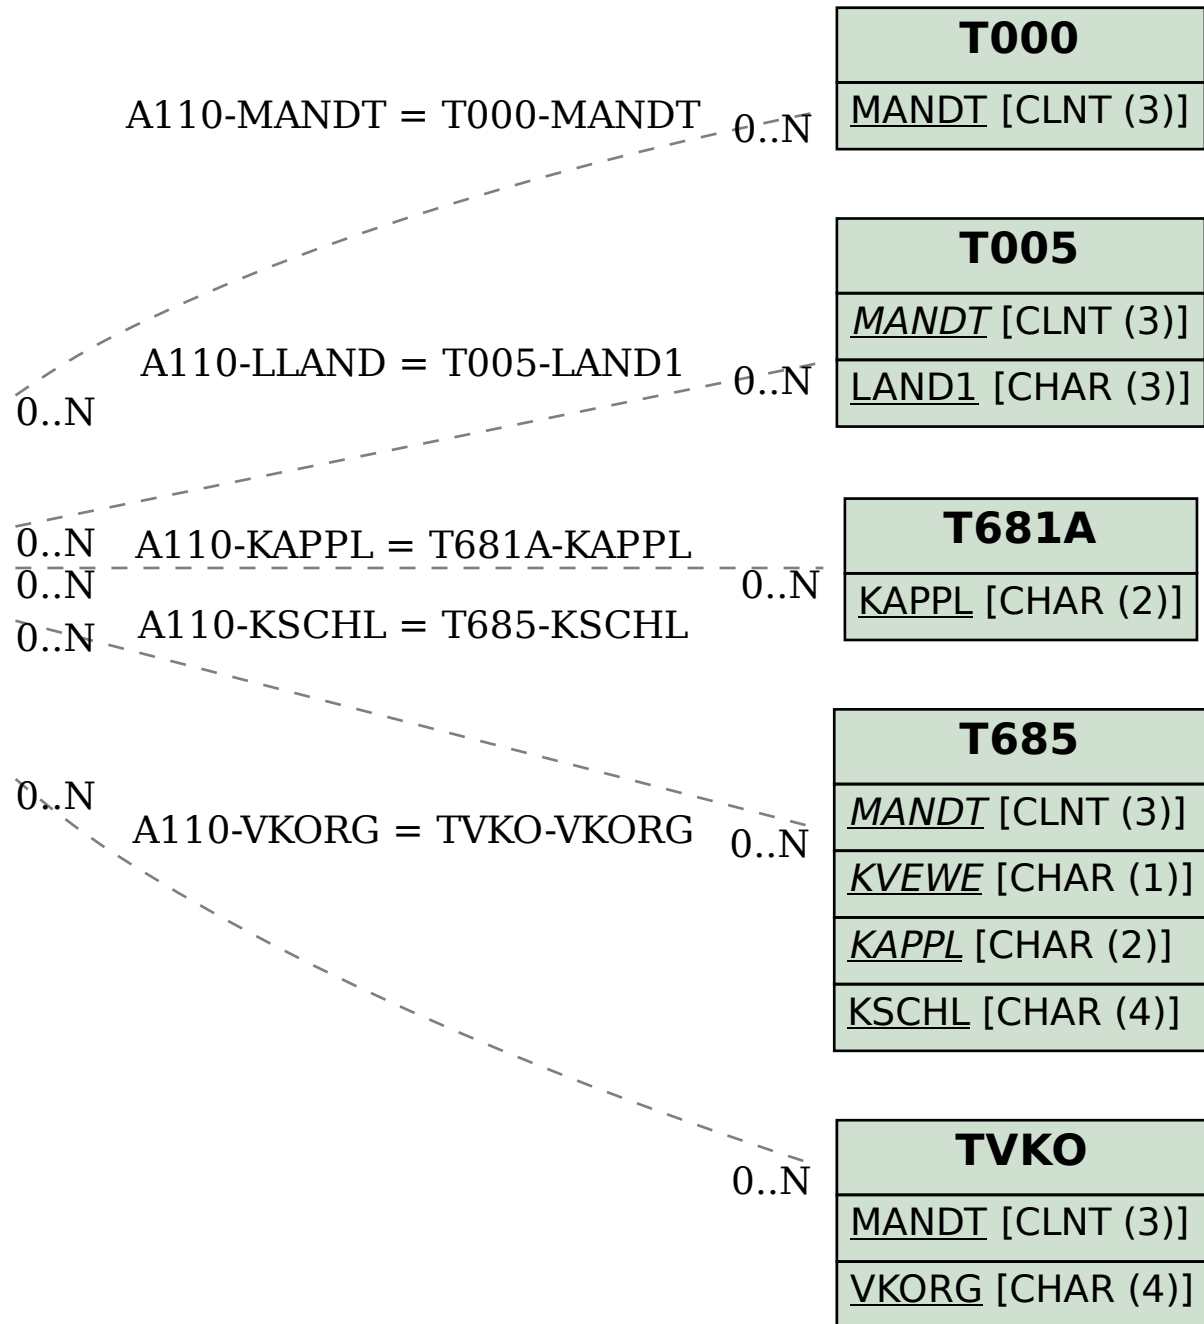 T000
MANDT [CLNT (3)]
A110-MANDT = T000-MANDT
0..N
T005
MANDT [CLNT (3)]
LAND1 [CHAR (3)]
A110-LLAND = T005-LAND1
0..N
0..N
T681A
KAPPL [CHAR (2)]
0..N
A110-KAPPL = T681A-KAPPL
0..N
0..N
A110-KSCHL = T685-KSCHL
0..N
T685
MANDT [CLNT (3)]
KVEWE [CHAR (1)]
KAPPL [CHAR (2)]
KSCHL [CHAR (4)]
0..N
A110-VKORG = TVKO-VKORG
0..N
TVKO
MANDT [CLNT (3)]
VKORG [CHAR (4)]
0..N